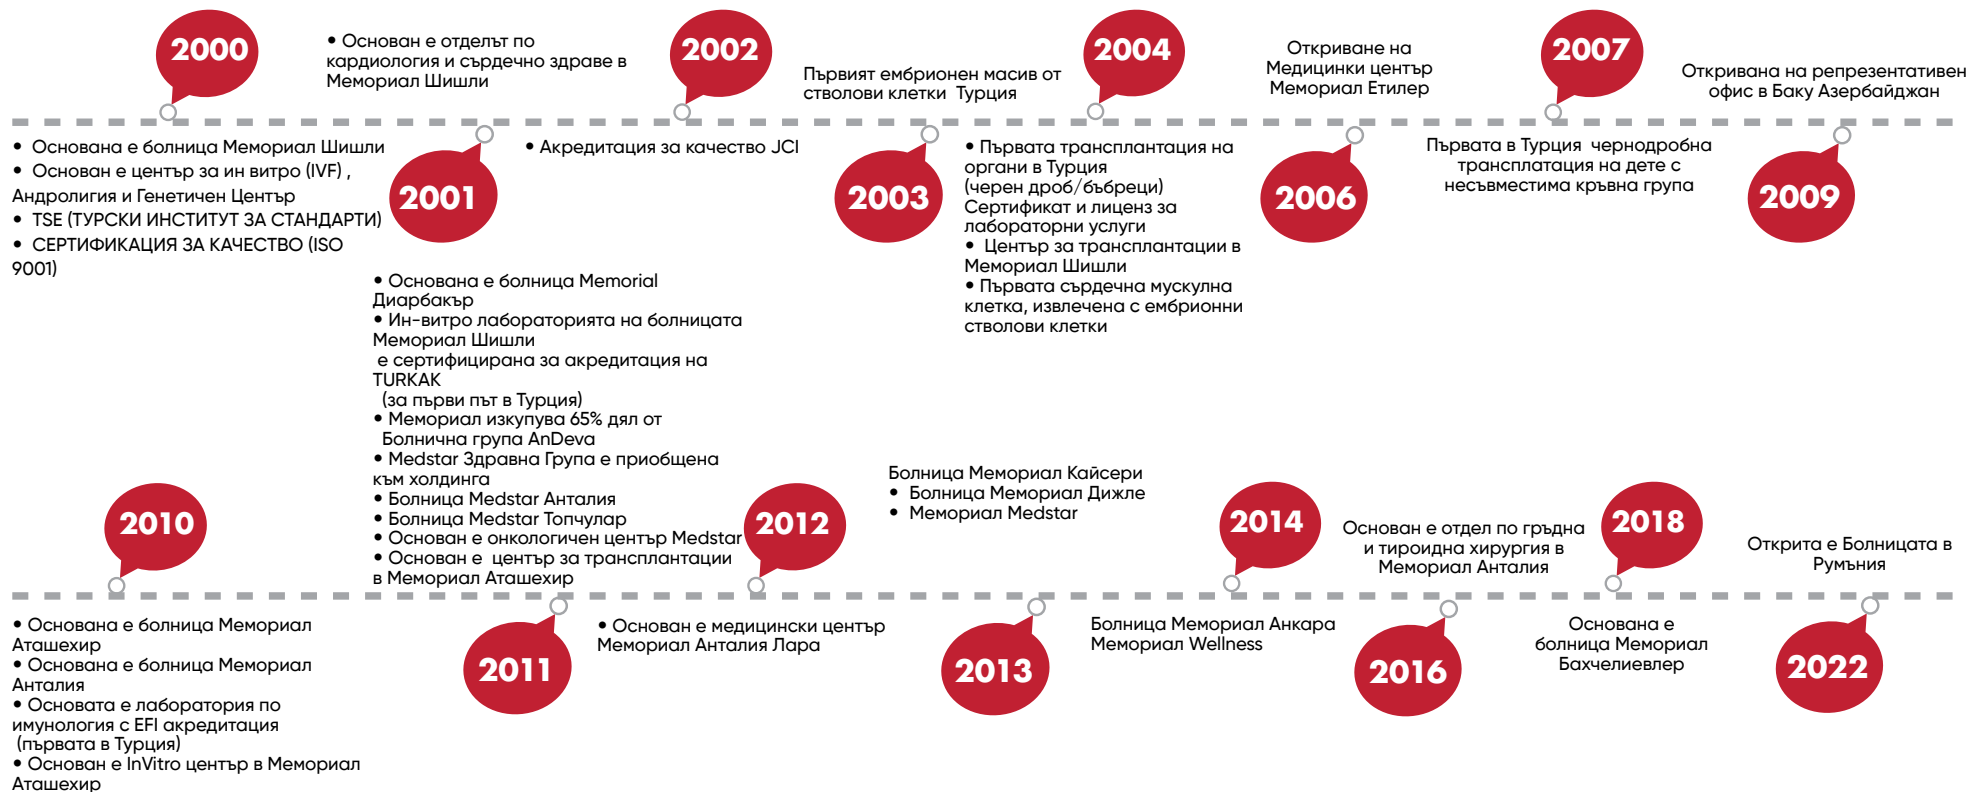 2000
• Основана е болница Мемориал Шишли
• Основан е център за ин витро (IVF) ,
Андролигия и Генетичен Център
• TSE (ТУРСКИ ИНСТИТУТ ЗА СТАНДАРТИ)
• СЕРТИФИКАЦИЯ ЗА КАЧЕСТВО (ISO
9001)
• Основан е отделът по
кардиология и сърдечно здраве в
Мемориал Шишли
2001
2002
• Акредитация за качество JCI
Първият ембрионен масив от
стволови клетки Турция
2003
2004
• Първата трансплантация на
органи в Турция
(черен дроб/бъбреци)
Сертификат и лиценз за
лабораторни услуги
• Център за трансплантации в
Мемориал Шишли
• Първата сърдечна мускулна
клетка, извлечена с ембрионни
стволови клетки
Откриване на
Медицинки център
Мемориал Етилер
2006
2007
Първата в Турция чернодробна
трансплатация на дете с
несъвместима кръвна група
Откривана на репрезентативен
офис в Баку Азербайджан
2009
2010
• Основана е болница Мемориал
Аташехир
• Основана е болница Мемориал
Анталия
• Основата е лаборатория по
имунология с EFI акредитация
(първата в Турция)
• Основан е InVitro център в Мемориал
Аташехир
• Основана е болница Memorial
Диарбакър
• Ин-витро лабораторията на болницата
Мемориал Шишли
е сертифицирана за акредитация на
TURKAK
(за първи път в Турция)
• Мемориал изкупува 65% дял от
Болнична група AnDeva
• Medstar Здравна Група е приобщена
към холдинга
• Болница Medstar Анталия
• Болница Medstar Топчулар
• Основан е онкологичен център Medstar
• Основан е център за трансплантации
в Мемориал Аташехир
2011
2012
• Основан е медицински център
Мемориал Анталия Лара
Болница Мемориал Кайсери
• Болница Мемориал Дижле
• Мемориал Medstar
2013
2014
Болница Мемориал Анкара
Мемориал Wellness
Основан е отдел по гръдна
и тироидна хирургия в
Мемориал Анталия
2016
2018
Основана е
болница Мемориал
Бахчелиевлер
Открита е Болницата в
Румъния
2022